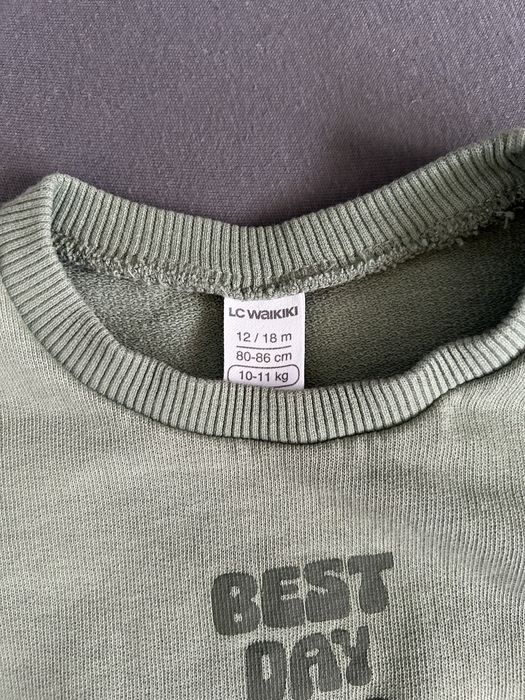 LC WAIKIKI
12 / 18 m
80-86 cm
10-11 kg
BEST
DAY